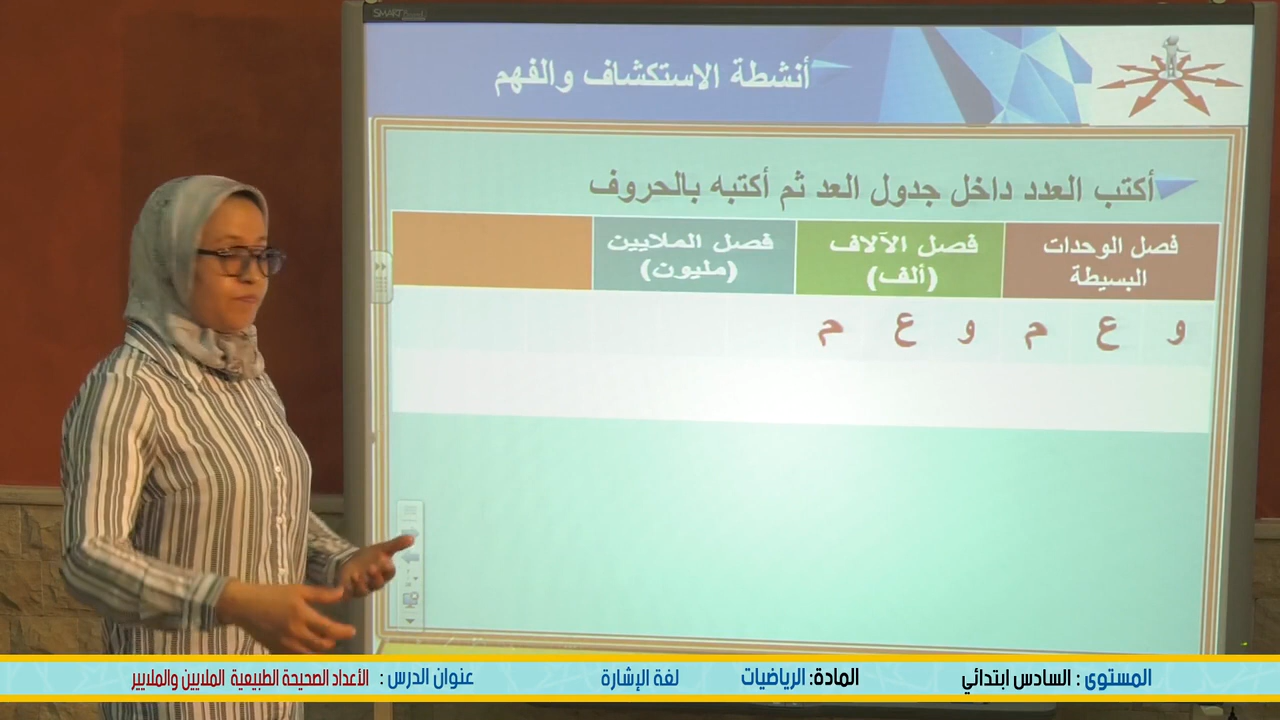 SMART
أنشطة الاستكشاف والفهم
أكتب العدد داخل جدول العد ثم أكتبه بالحروف
فصل الوحدات البسيطة
فصل الآلاف (ألف)
فصل الملايين (مليون)
و ع م و ع م
المستوى : السادس ابتدائي المادة: الرياضيات لغة الإشارة عنوان الدرس : الأعداد الصحيحة الطبيعية الملايين والملايير